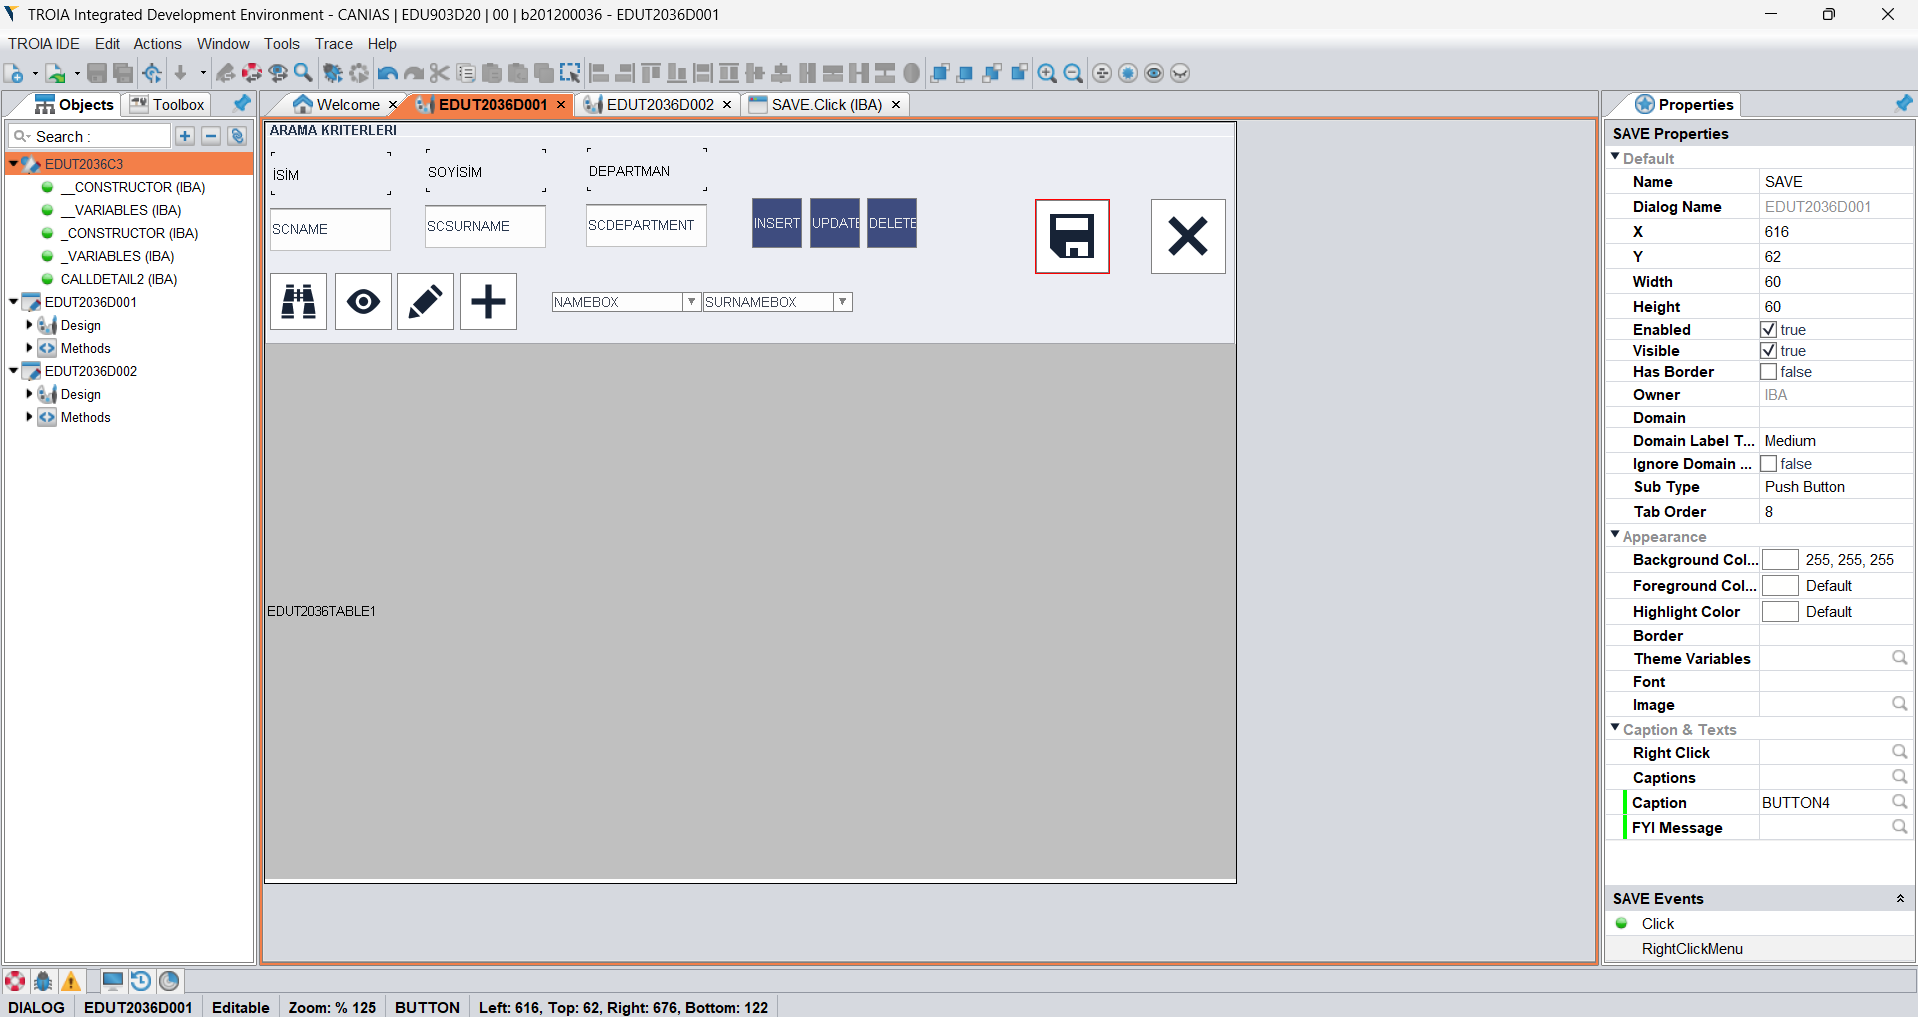 TROIA Integrated Development Environment - CANIAS | EDU903D20 | 00 | b201200036 - EDUT2036D001
TROIA IDE Edit Actions Window Tools Trace Help
Objects Toolbox
Welcome EDUT2036D001 EDUT2036D002 SAVE.Click (IBA)
Properties
Search :
EDUT2036C3
__CONSTRUCTOR (IBA)
__VARIABLES (IBA)
_CONSTRUCTOR (IBA)
_VARIABLES (IBA)
CALLDETAIL2 (IBA)
EDUT2036D001
Design
Methods
EDUT2036D002
Design
Methods
ARAMA KRITERLERI
İSİM SOYİSİM DEPARTMAN
SCNAME SCSURNAME SCDEPARTMENT INSERT UPDATE DELETE
NAMEBOX SURNAMEBOX
EDUT2036TABLE1
SAVE Properties
Default
Name SAVE
Dialog Name EDUT2036D001
X 616
Y 62
Width 60
Height 60
Enabled true
Visible true
Has Border false
Owner IBA
Domain
Domain Label T... Medium
Ignore Domain ... false
Sub Type Push Button
Tab Order 8
Appearance
Background Col... 255, 255, 255
Foreground Col... Default
Highlight Color Default
Border
Theme Variables
Font
Image
Caption & Texts
Right Click
Captions
Caption BUTTON4
FYI Message
SAVE Events
Click
RightClickMenu
DIALOG EDUT2036D001 Editable Zoom: % 125 BUTTON Left: 616, Top: 62, Right: 676, Bottom: 122